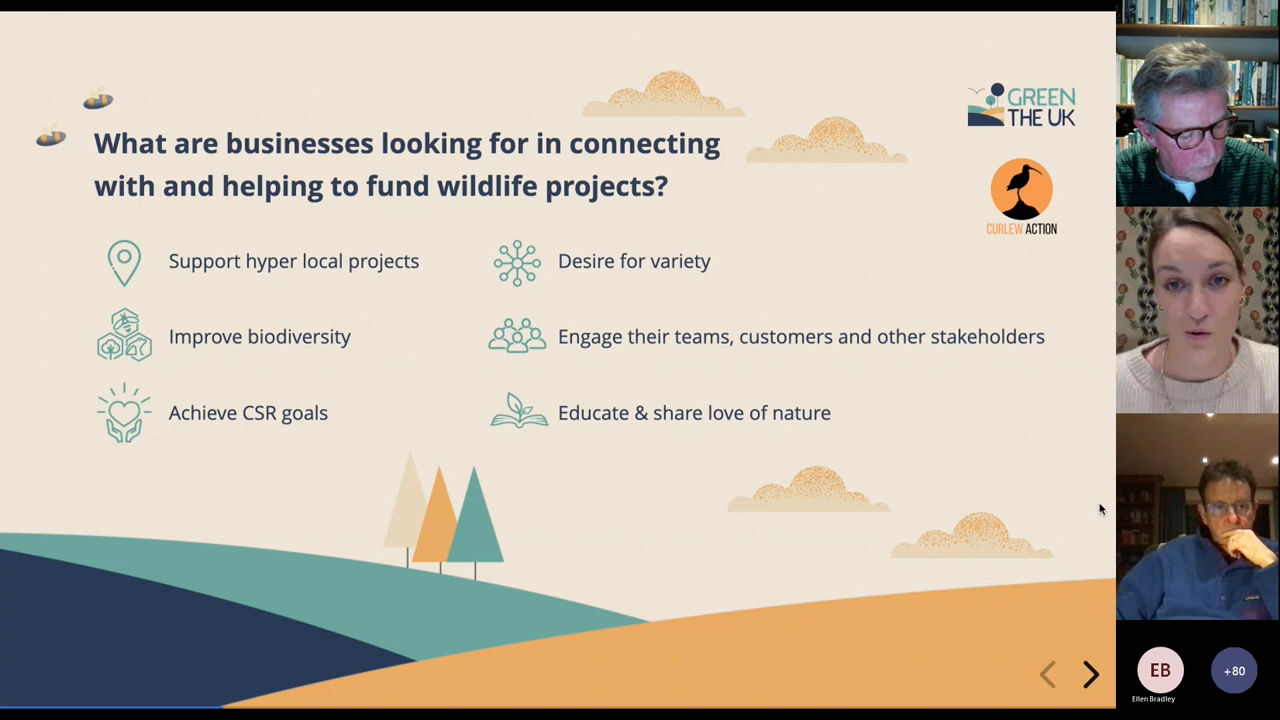 What are businesses looking for in connecting
with and helping to fund wildlife projects?
GREEN
THE UK
CURLEW ACTION
Support hyper local projects
Desire for variety
Improve biodiversity
Engage their teams, customers and other stakeholders
Achieve CSR goals
Educate & share love of nature
EB
Ellen Bradley
+80